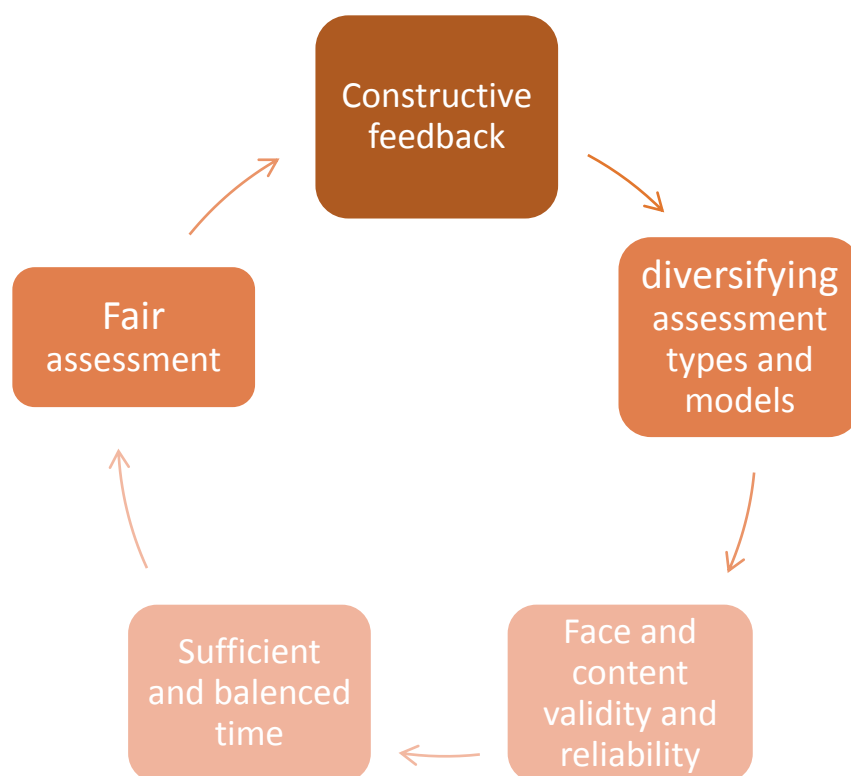 Constructive
feedback
diversifying
assessment
types and
models
Face and
content
validity and
reliability
Sufficient
and balenced
time
Fair
assessment